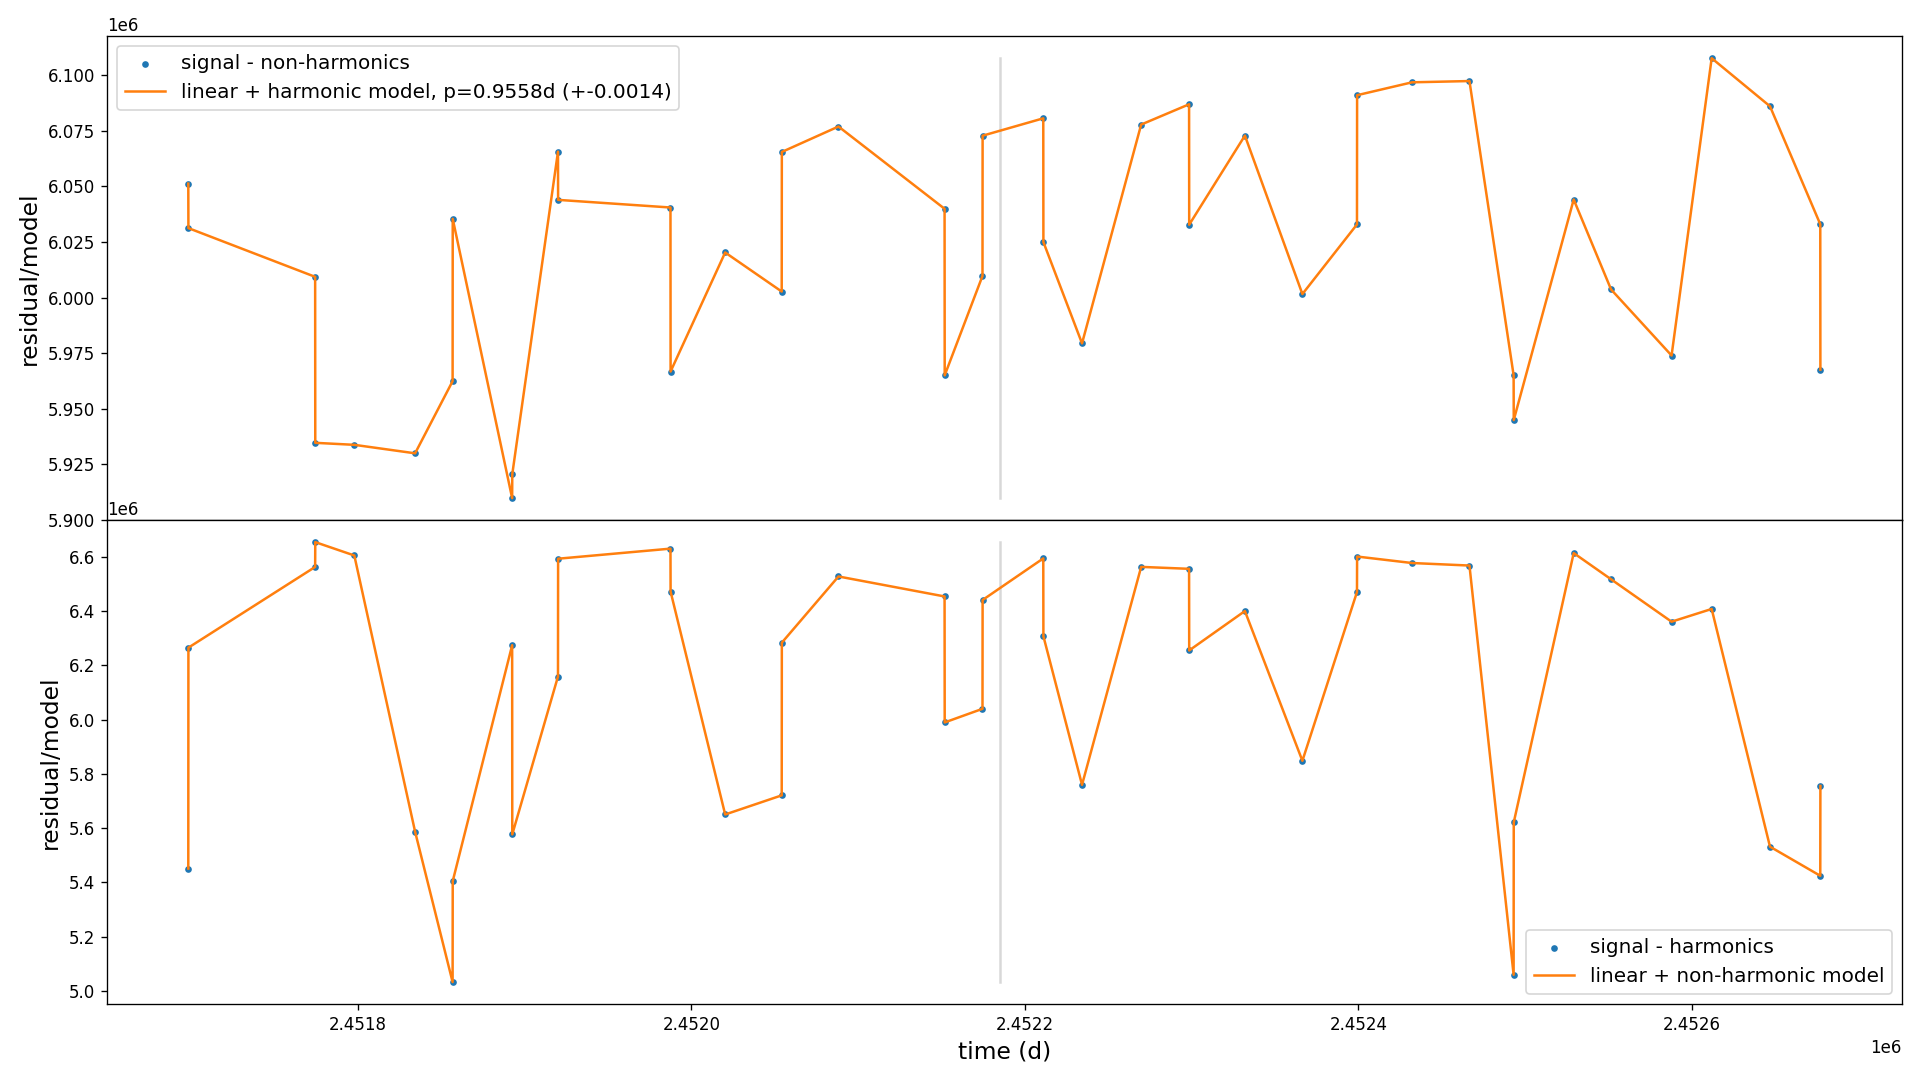 1e6
signal - non-harmonics
linear + harmonic model, p=0.9558d (+-0.0014)
6.100
6.075
6.050
6.025
6.000
5.975
5.950
5.925
5.900
residual/model
1e6
6.6
6.4
6.2
6.0
5.8
5.6
5.4
5.2
5.0
residual/model
signal - harmonics
linear + non-harmonic model
2.4518
2.4520
2.4522
2.4524
2.4526
time (d)
1e6